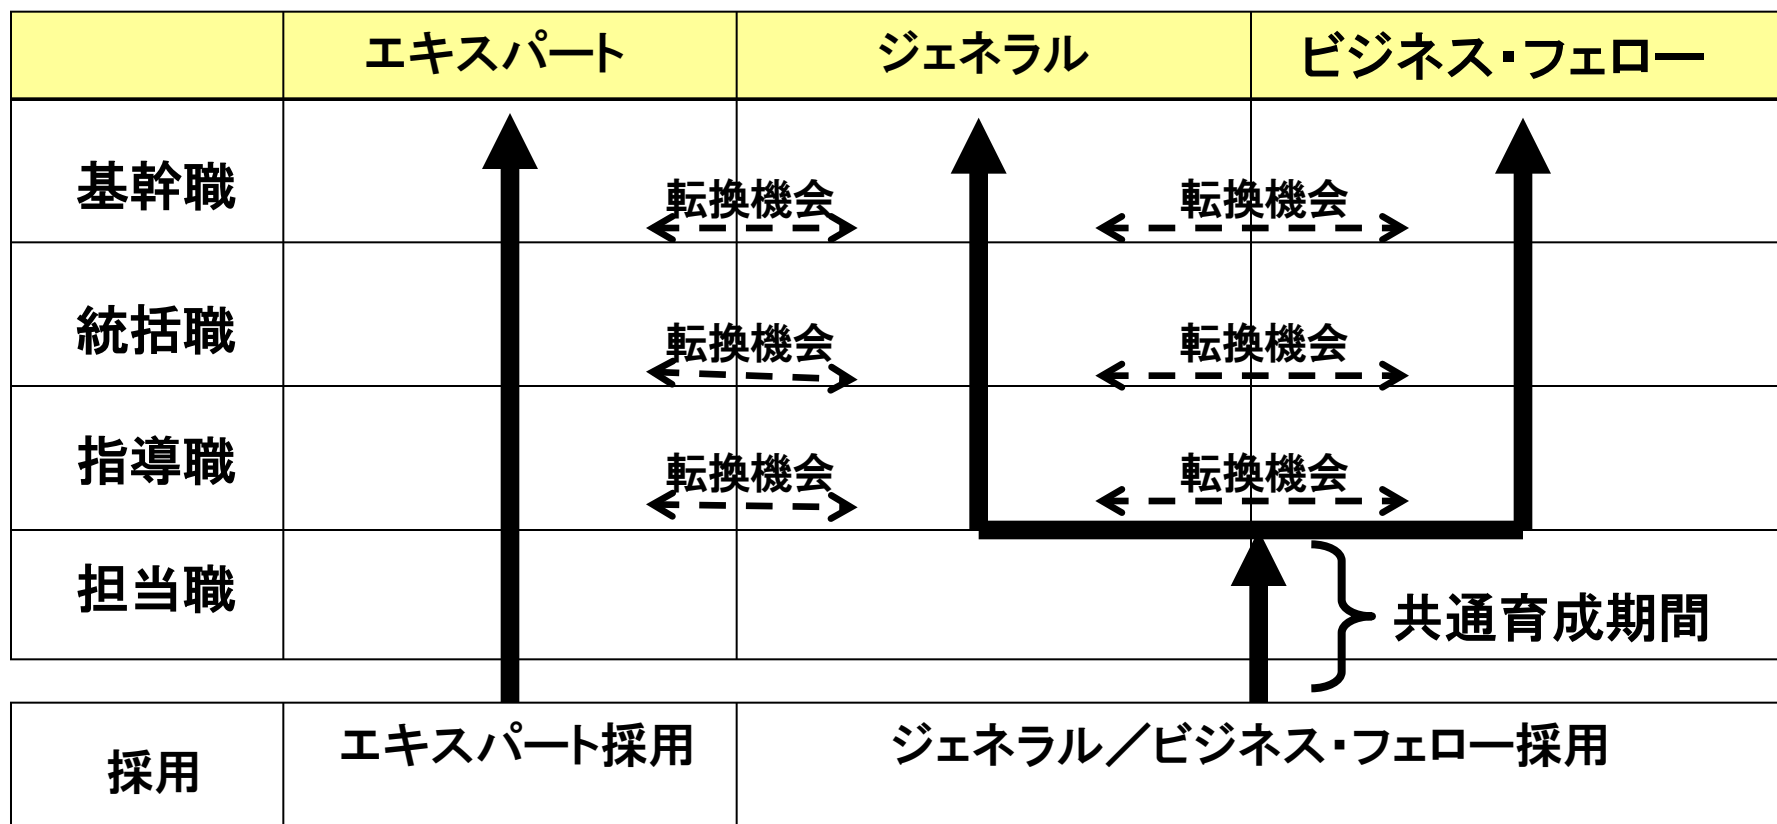 エキスパート
ジェネラル
ビジネス・フェロー
基幹職
転換機会
転換機会
統括職
転換機会
転換機会
指導職
転換機会
転換機会
担当職
共通育成期間
採用
エキスパート採用
ジェネラル／ビジネス・フェロー採用